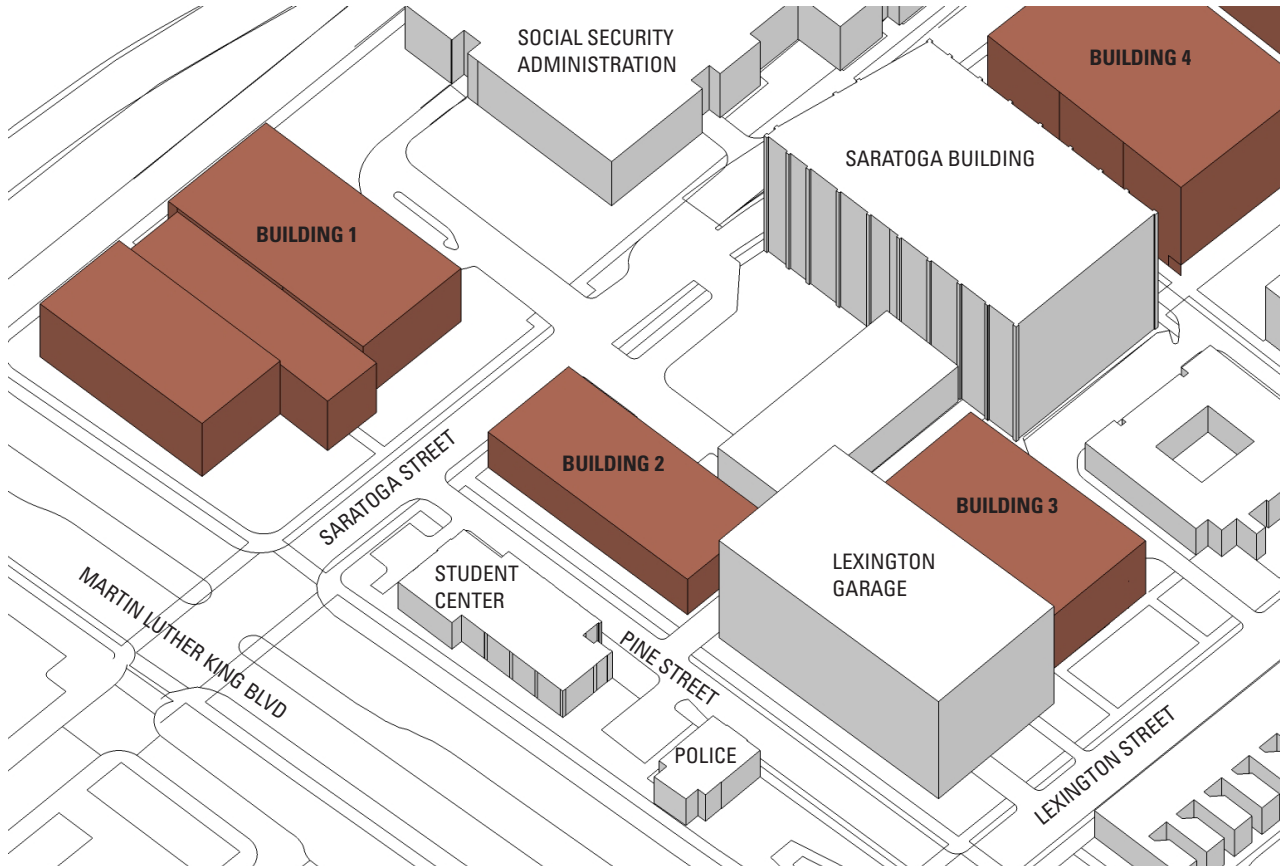 SOCIAL SECURITY
ADMINISTRATION
BUILDING 4
SARATOGA BUILDING
BUILDING 1
BUILDING 2
BUILDING 3
SARATOGA STREET
LEXINGTON
GARAGE
STUDENT
CENTER
MARTIN LUTHER KING BLVD
PINE STREET
POLICE
LEXINGTON STREET